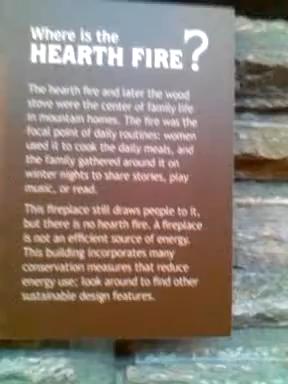 Where is the
HEARTH FIRE?
The hearth fire and later the wood
stove were the center of family life
in mountain homes. The fire was the
focal point of daily routines: women
used it to cook the daily meals, and
the family gathered around it on
winter nights to share stories, play
music, or read.
This fireplace still draws people to it,
but there is no hearth fire. A fireplace
is not an efficient source of energy.
This building incorporates many
conservation measures that reduce
energy use; look around to find other
sustainable design features.